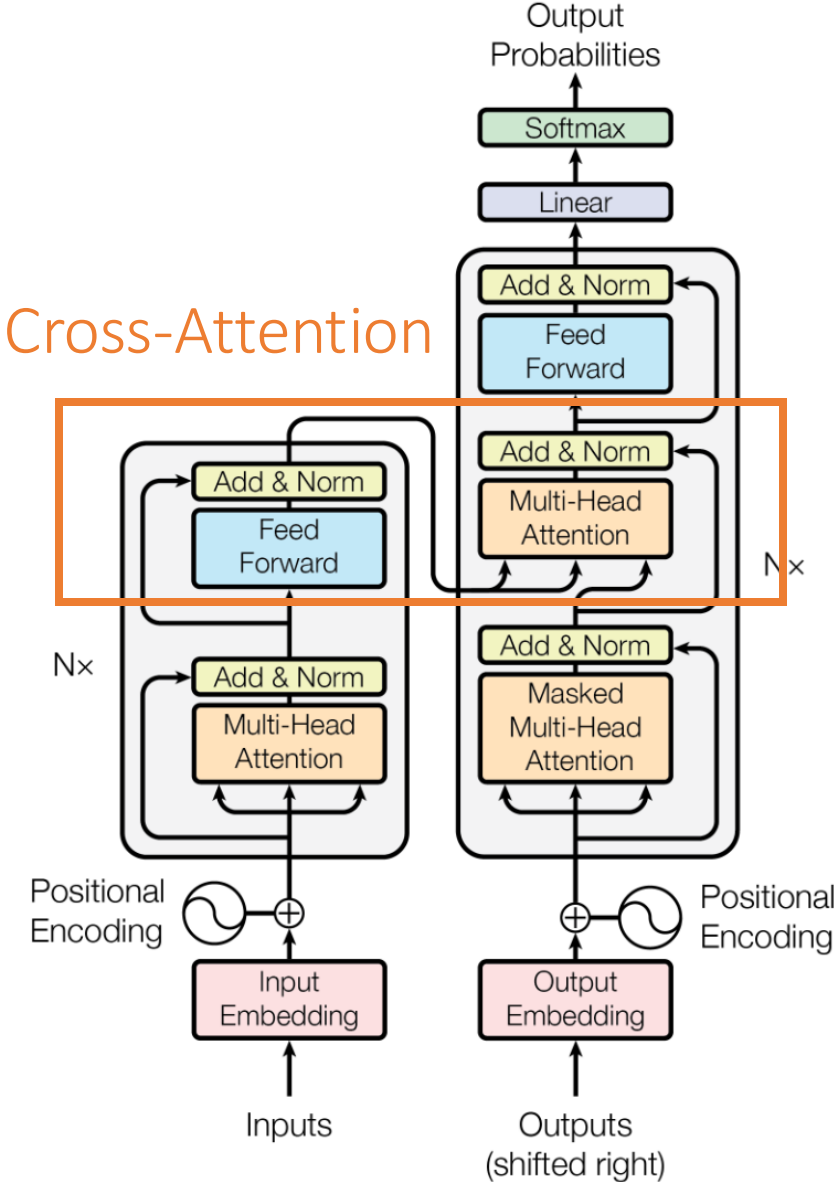 Output
Probabilities
Softmax
Linear
Add & Norm
Feed
Forward
Cross-Attention
Add & Norm
Multi-Head
Attention
Add & Norm
Feed
Forward
N×
Add & Norm
Masked
Multi-Head
Attention
N×
Add & Norm
Multi-Head
Attention
Positional
Encoding
Positional
Encoding
Input
Embedding
Output
Embedding
Inputs
Outputs
(shifted right)